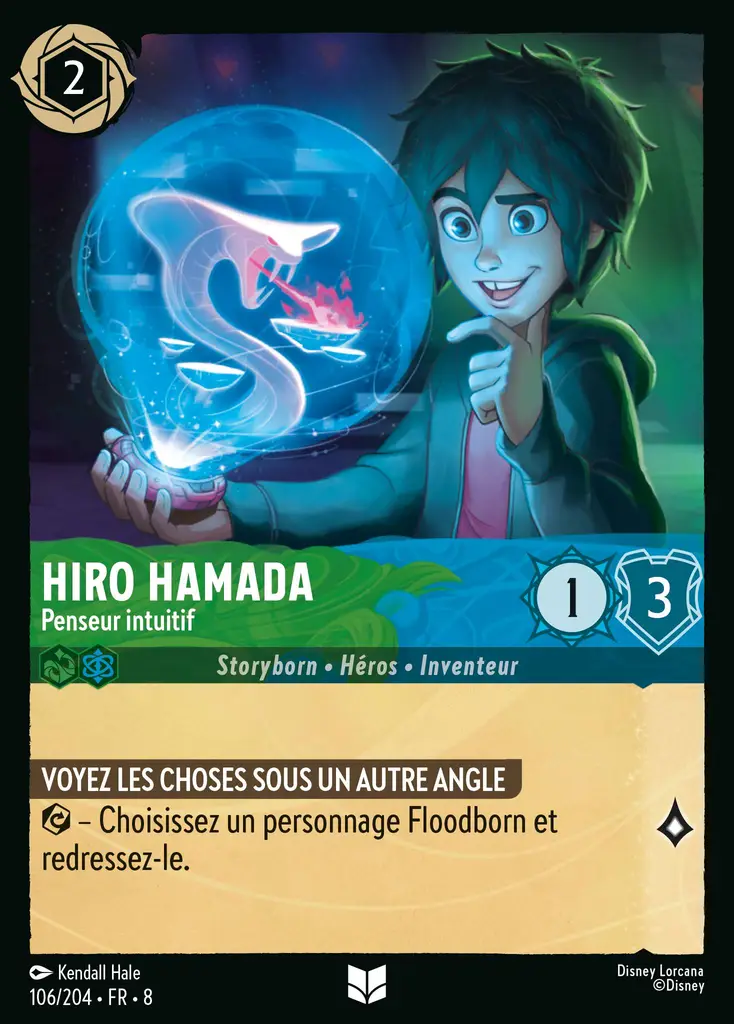 2
HIRO HAMADA
Penseur intuitif
1
3
Storyborn • Héros • Inventeur
VOYEZ LES CHOSES SOUS UN AUTRE ANGLE
– Choisissez un personnage Floodborn et
redressez-le.
Kendall Hale
106/204 • FR • 8
Disney Lorcana
©Disney